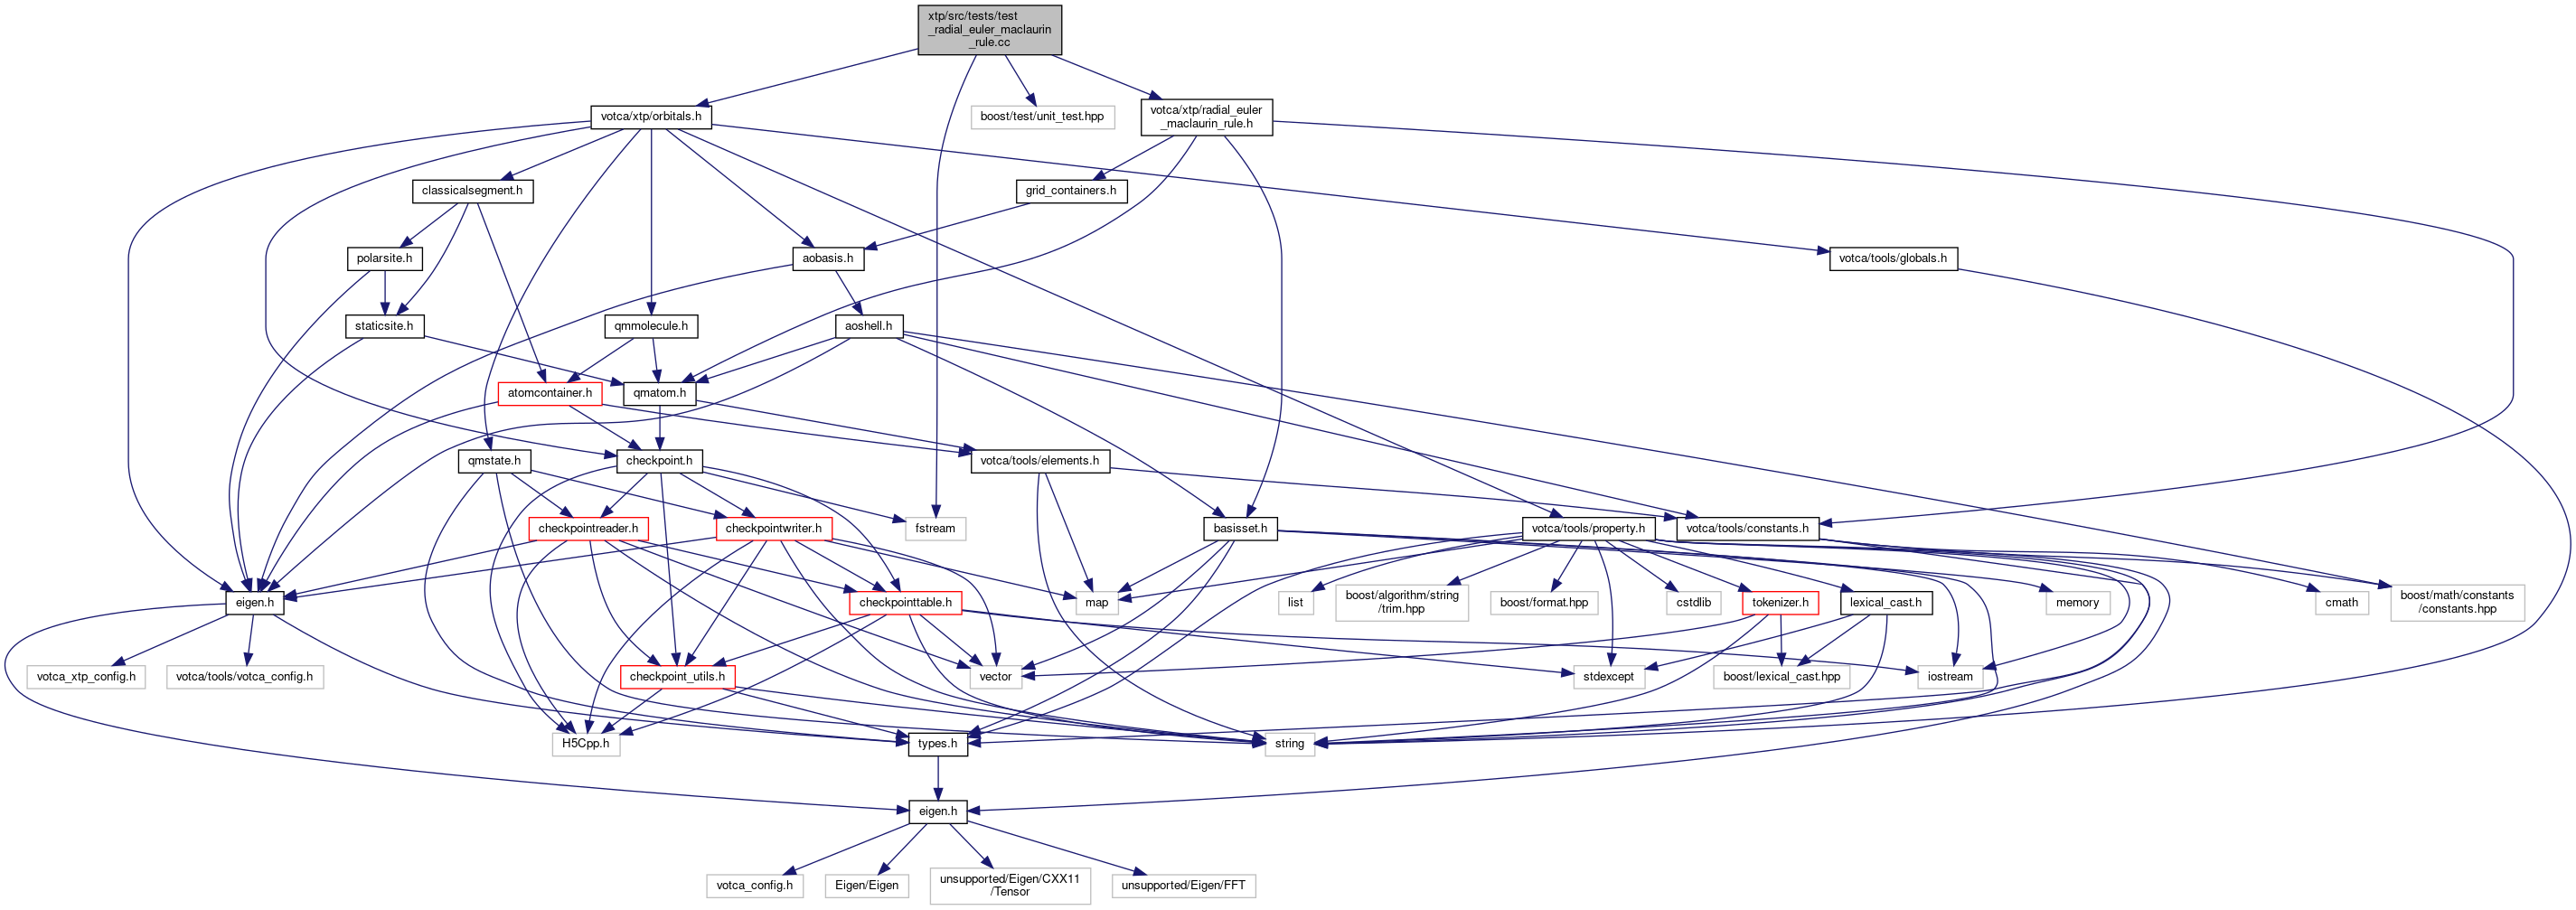 xtp/src/tests/test
_radial_euler_maclaurin
_rule.cc
votca/xtp/orbitals.h
boost/test/unit_test.hpp
votca/xtp/radial_euler
_maclaurin_rule.h
classicalsegment.h
grid_containers.h
polarsite.h
aobasis.h
votca/tools/globals.h
staticsite.h
qmmolecule.h
aoshell.h
atomcontainer.h
qmatom.h
qmstate.h
checkpoint.h
votca/tools/elements.h
checkpointreader.h
checkpointwriter.h
fstream
basisset.h
votca/tools/property.h
votca/tools/constants.h
eigen.h
checkpointtable.h
map
list
boost/algorithm/string
/trim.hpp
boost/format.hpp
cstdlib
tokenizer.h
lexical_cast.h
memory
cmath
boost/math/constants
/constants.hpp
votca_xtp_config.h
votca/tools/votca_config.h
checkpoint_utils.h
vector
stdexcept
boost/lexical_cast.hpp
iostream
H5Cpp.h
types.h
string
eigen.h
votca_config.h
Eigen/Eigen
unsupported/Eigen/CXX11
/Tensor
unsupported/Eigen/FFT